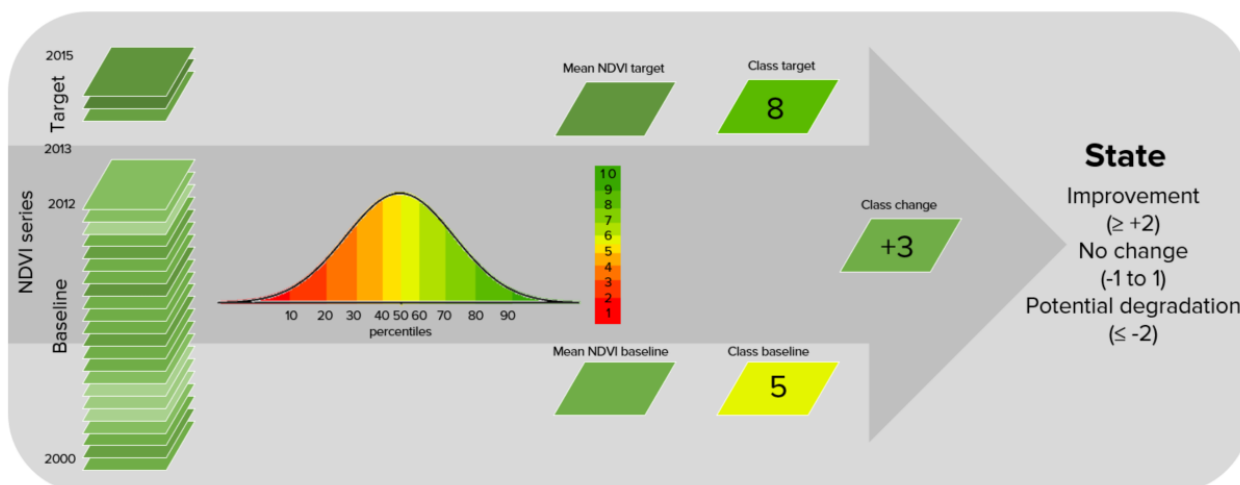 2015
Target
2013
NDVI series
2012
Baseline
2000
10 20 30 40 50 60 70 80 90
percentiles
10
9
8
7
6
5
4
3
2
1
Mean NDVI target
Class target
8
Mean NDVI baseline
Class baseline
5
Class change
+3
State
Improvement
(≥ +2)
No change
(-1 to 1)
Potential degradation
(≤ -2)